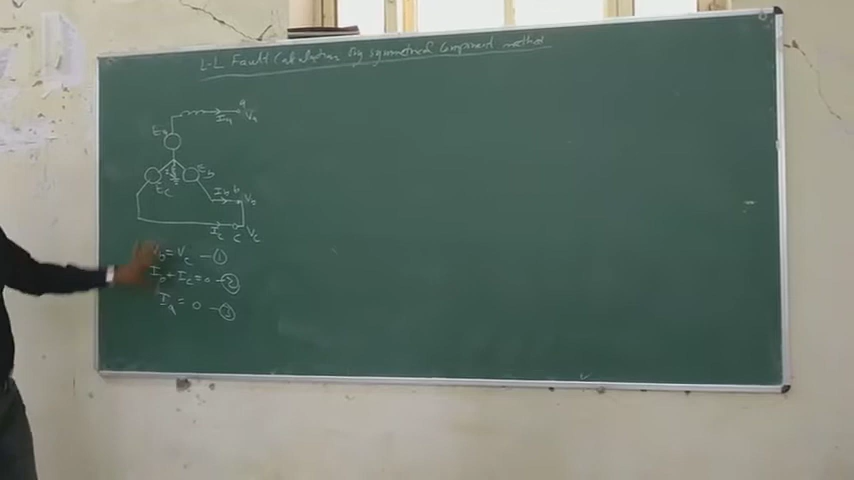 L-L Fault Calculation by symmetrical Component method
a
Ia Va
Ea
Eb
Ec
Ib b Vb
Ic c Vc
Vb = Vc — ①
Ib + Ic = 0 — ②
Ia = 0 — ③